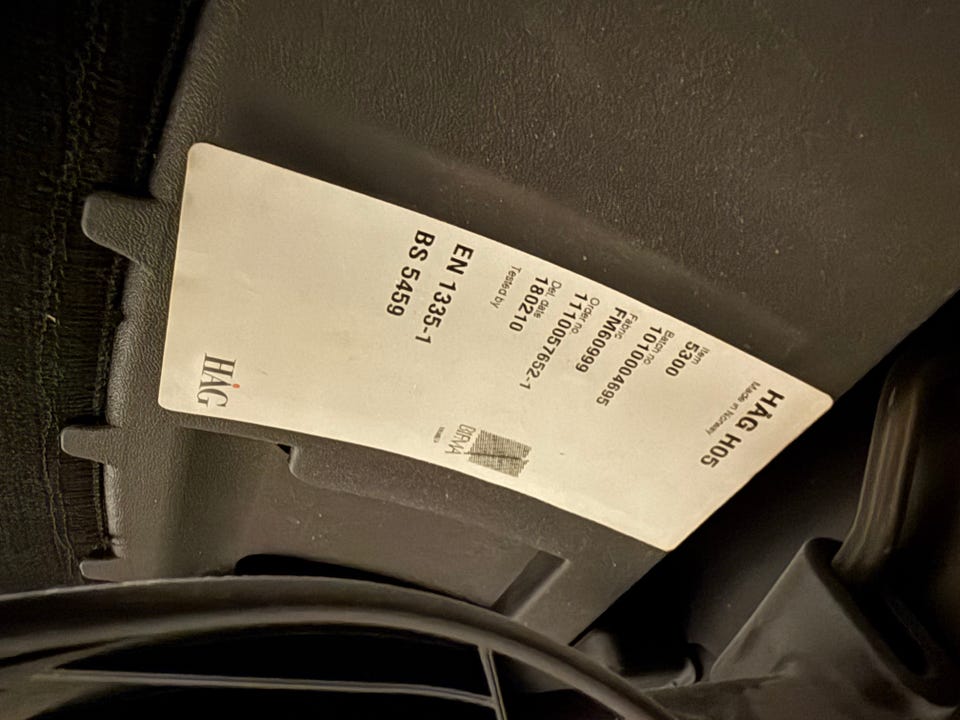 HÅG H05
Made in Norway
Item
5300
Batch no
1010004695
Fabric
FM60999
Order no
1110057652-1
Del. date
180210
Tested by
EN 1335-1
BS 5459
HÅG